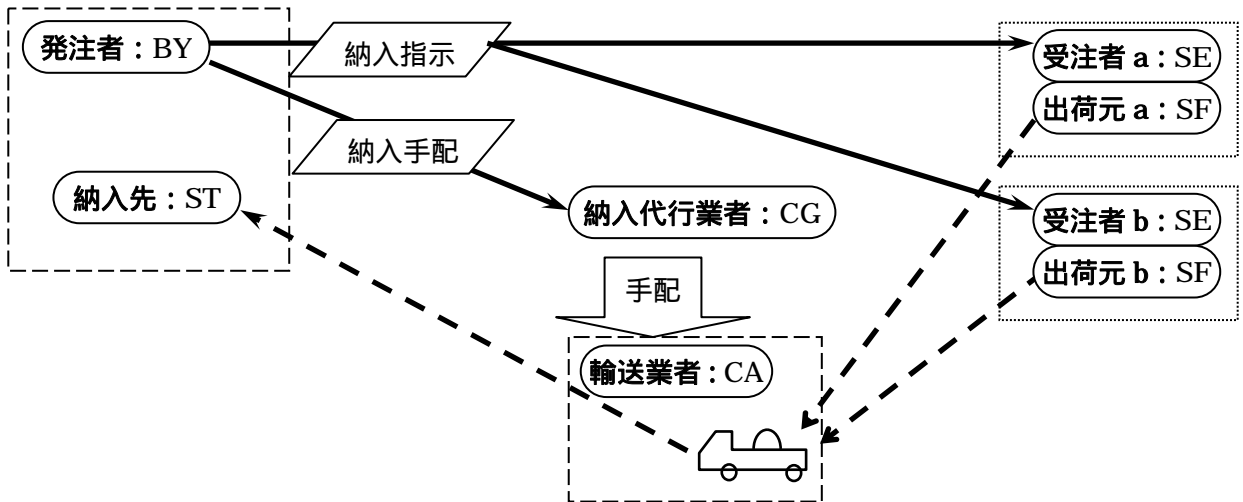 発注者：BY
納入指示
受注者 a：SE
出荷元 a：SF
納入手配
納入先：ST
納入代行業者：CG
受注者 b：SE
出荷元 b：SF
手配
輸送業者：CA